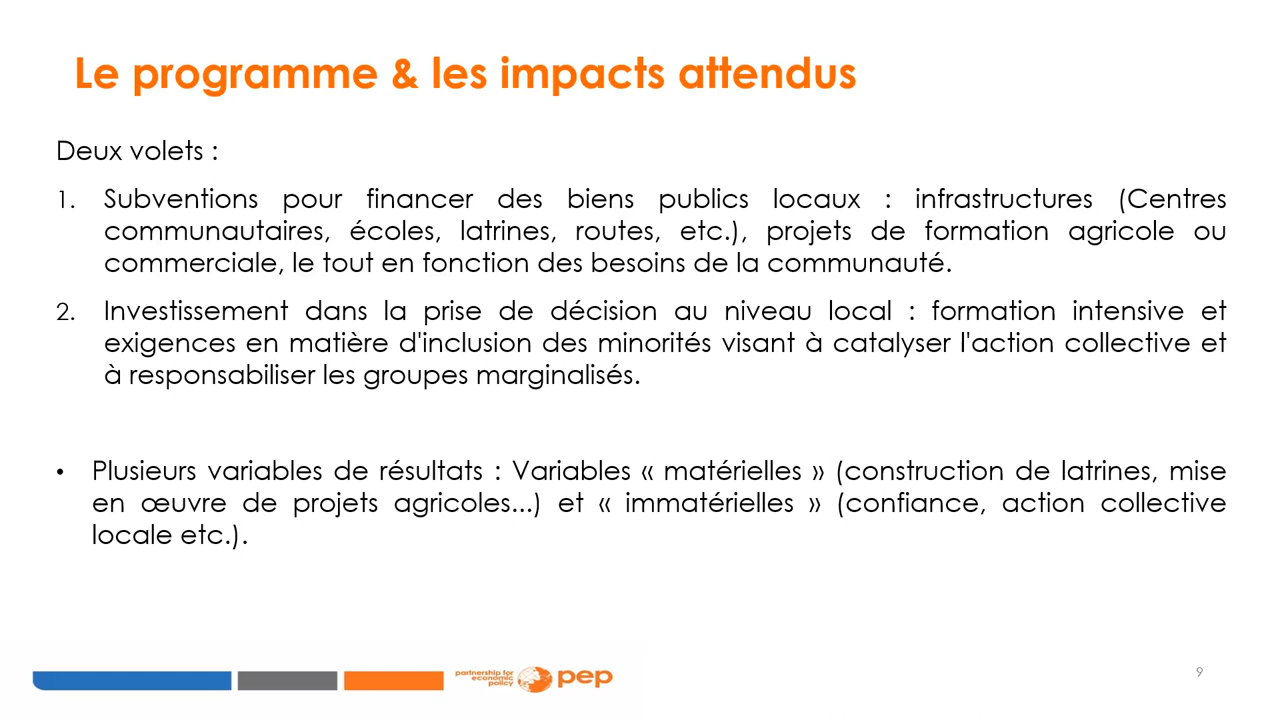 Le programme & les impacts attendus
Deux volets :
1. Subventions pour financer des biens publics locaux : infrastructures (Centres
communautaires, écoles, latrines, routes, etc.), projets de formation agricole ou
commerciale, le tout en fonction des besoins de la communauté.
2. Investissement dans la prise de décision au niveau local : formation intensive et
exigences en matière d'inclusion des minorités visant à catalyser l'action collective et
à responsabiliser les groupes marginalisés.
• Plusieurs variables de résultats : Variables « matérielles » (construction de latrines, mise
en œuvre de projets agricoles...) et « immatérielles » (confiance, action collective
locale etc.).
partnership for
economic
policy
pep
9